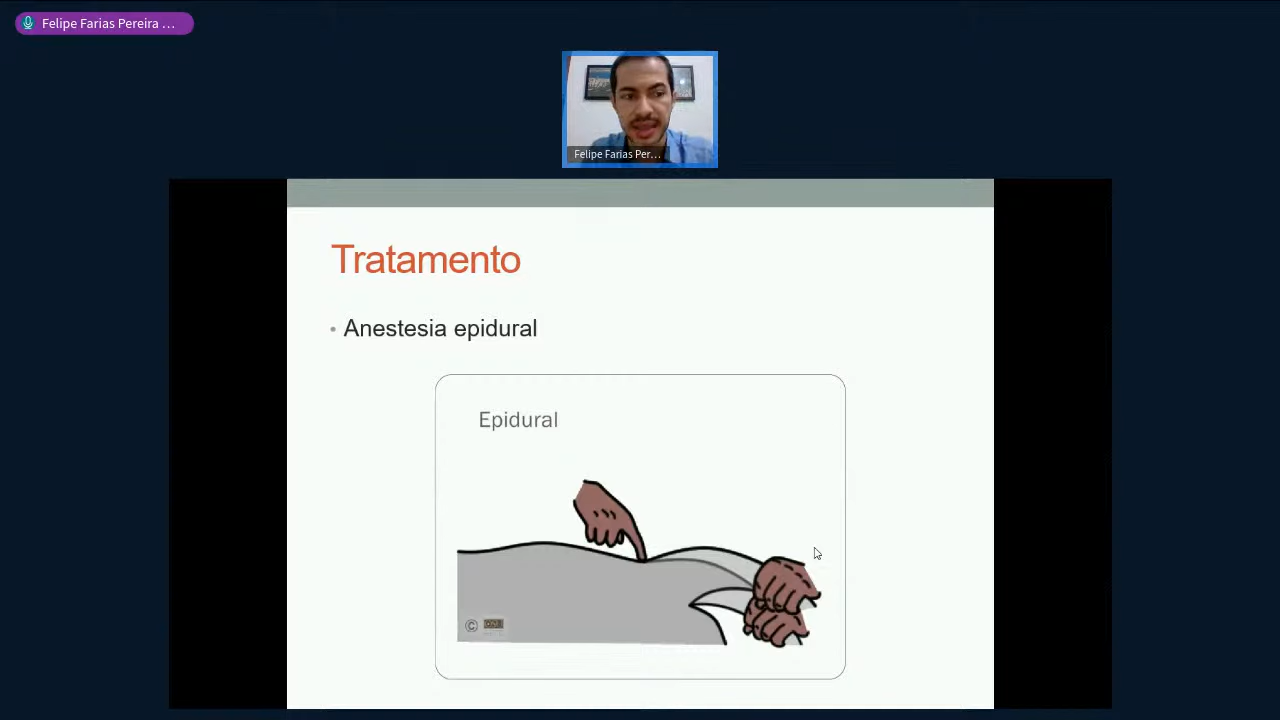 Felipe Farias Pereira ...
Felipe Farias Per...
Tratamento
• Anestesia epidural
Epidural
©